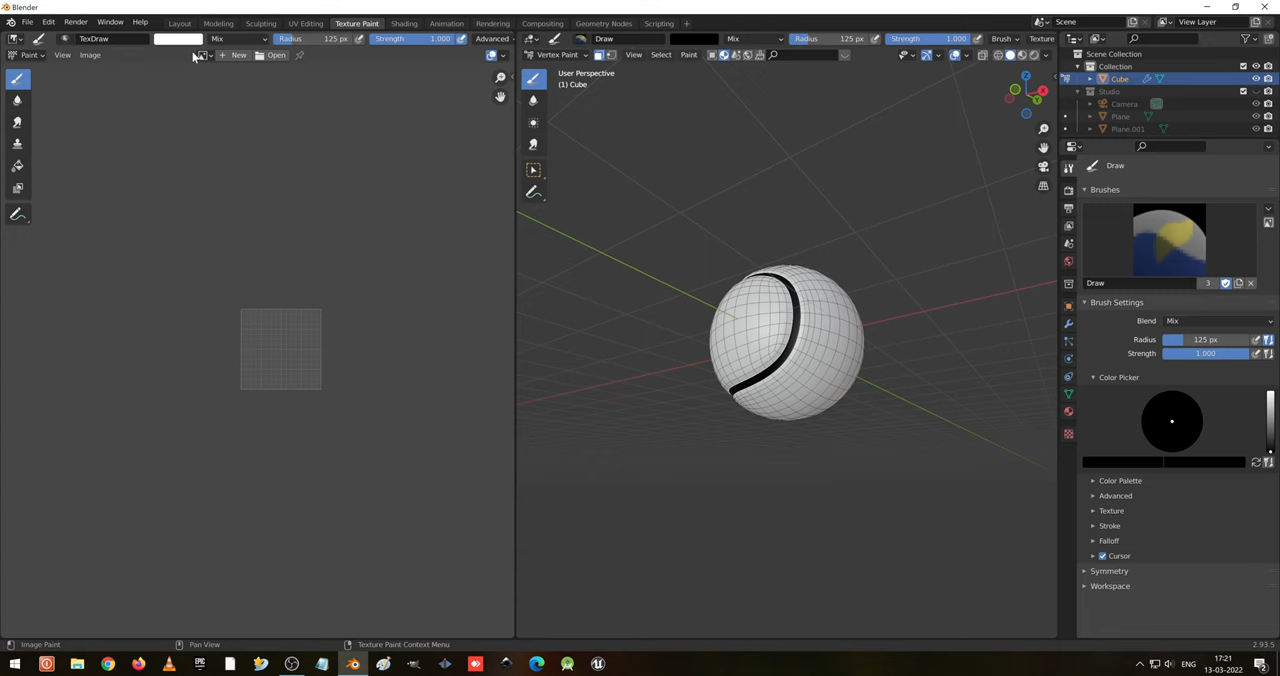 Blender
File Edit Render Window Help Layout Modeling Sculpting UV Editing Texture Paint Shading Animation Rendering Compositing Geometry Nodes Scripting + Scene View Layer
TexDraw Mix Radius 125 px Strength 1.000 Advanced
Draw Mix Radius 125 px Strength 1.000 Brush Texture
Paint View Image + New Open
Vertex Paint View Select Paint
User Perspective
(1) Cube
X
Y
Z
Scene Collection
Collection
Cube
Studio
Camera
Plane
Plane.001
Draw
Brushes
Draw 3
Brush Settings
Blend Mix
Radius 125 px
Strength 1.000
Color Picker
Color Palette
Advanced
Texture
Stroke
Falloff
Cursor
Symmetry
Workspace
Image Paint Pan View Texture Paint Context Menu 2.93.5
ENG 17:21
13-03-2022 2